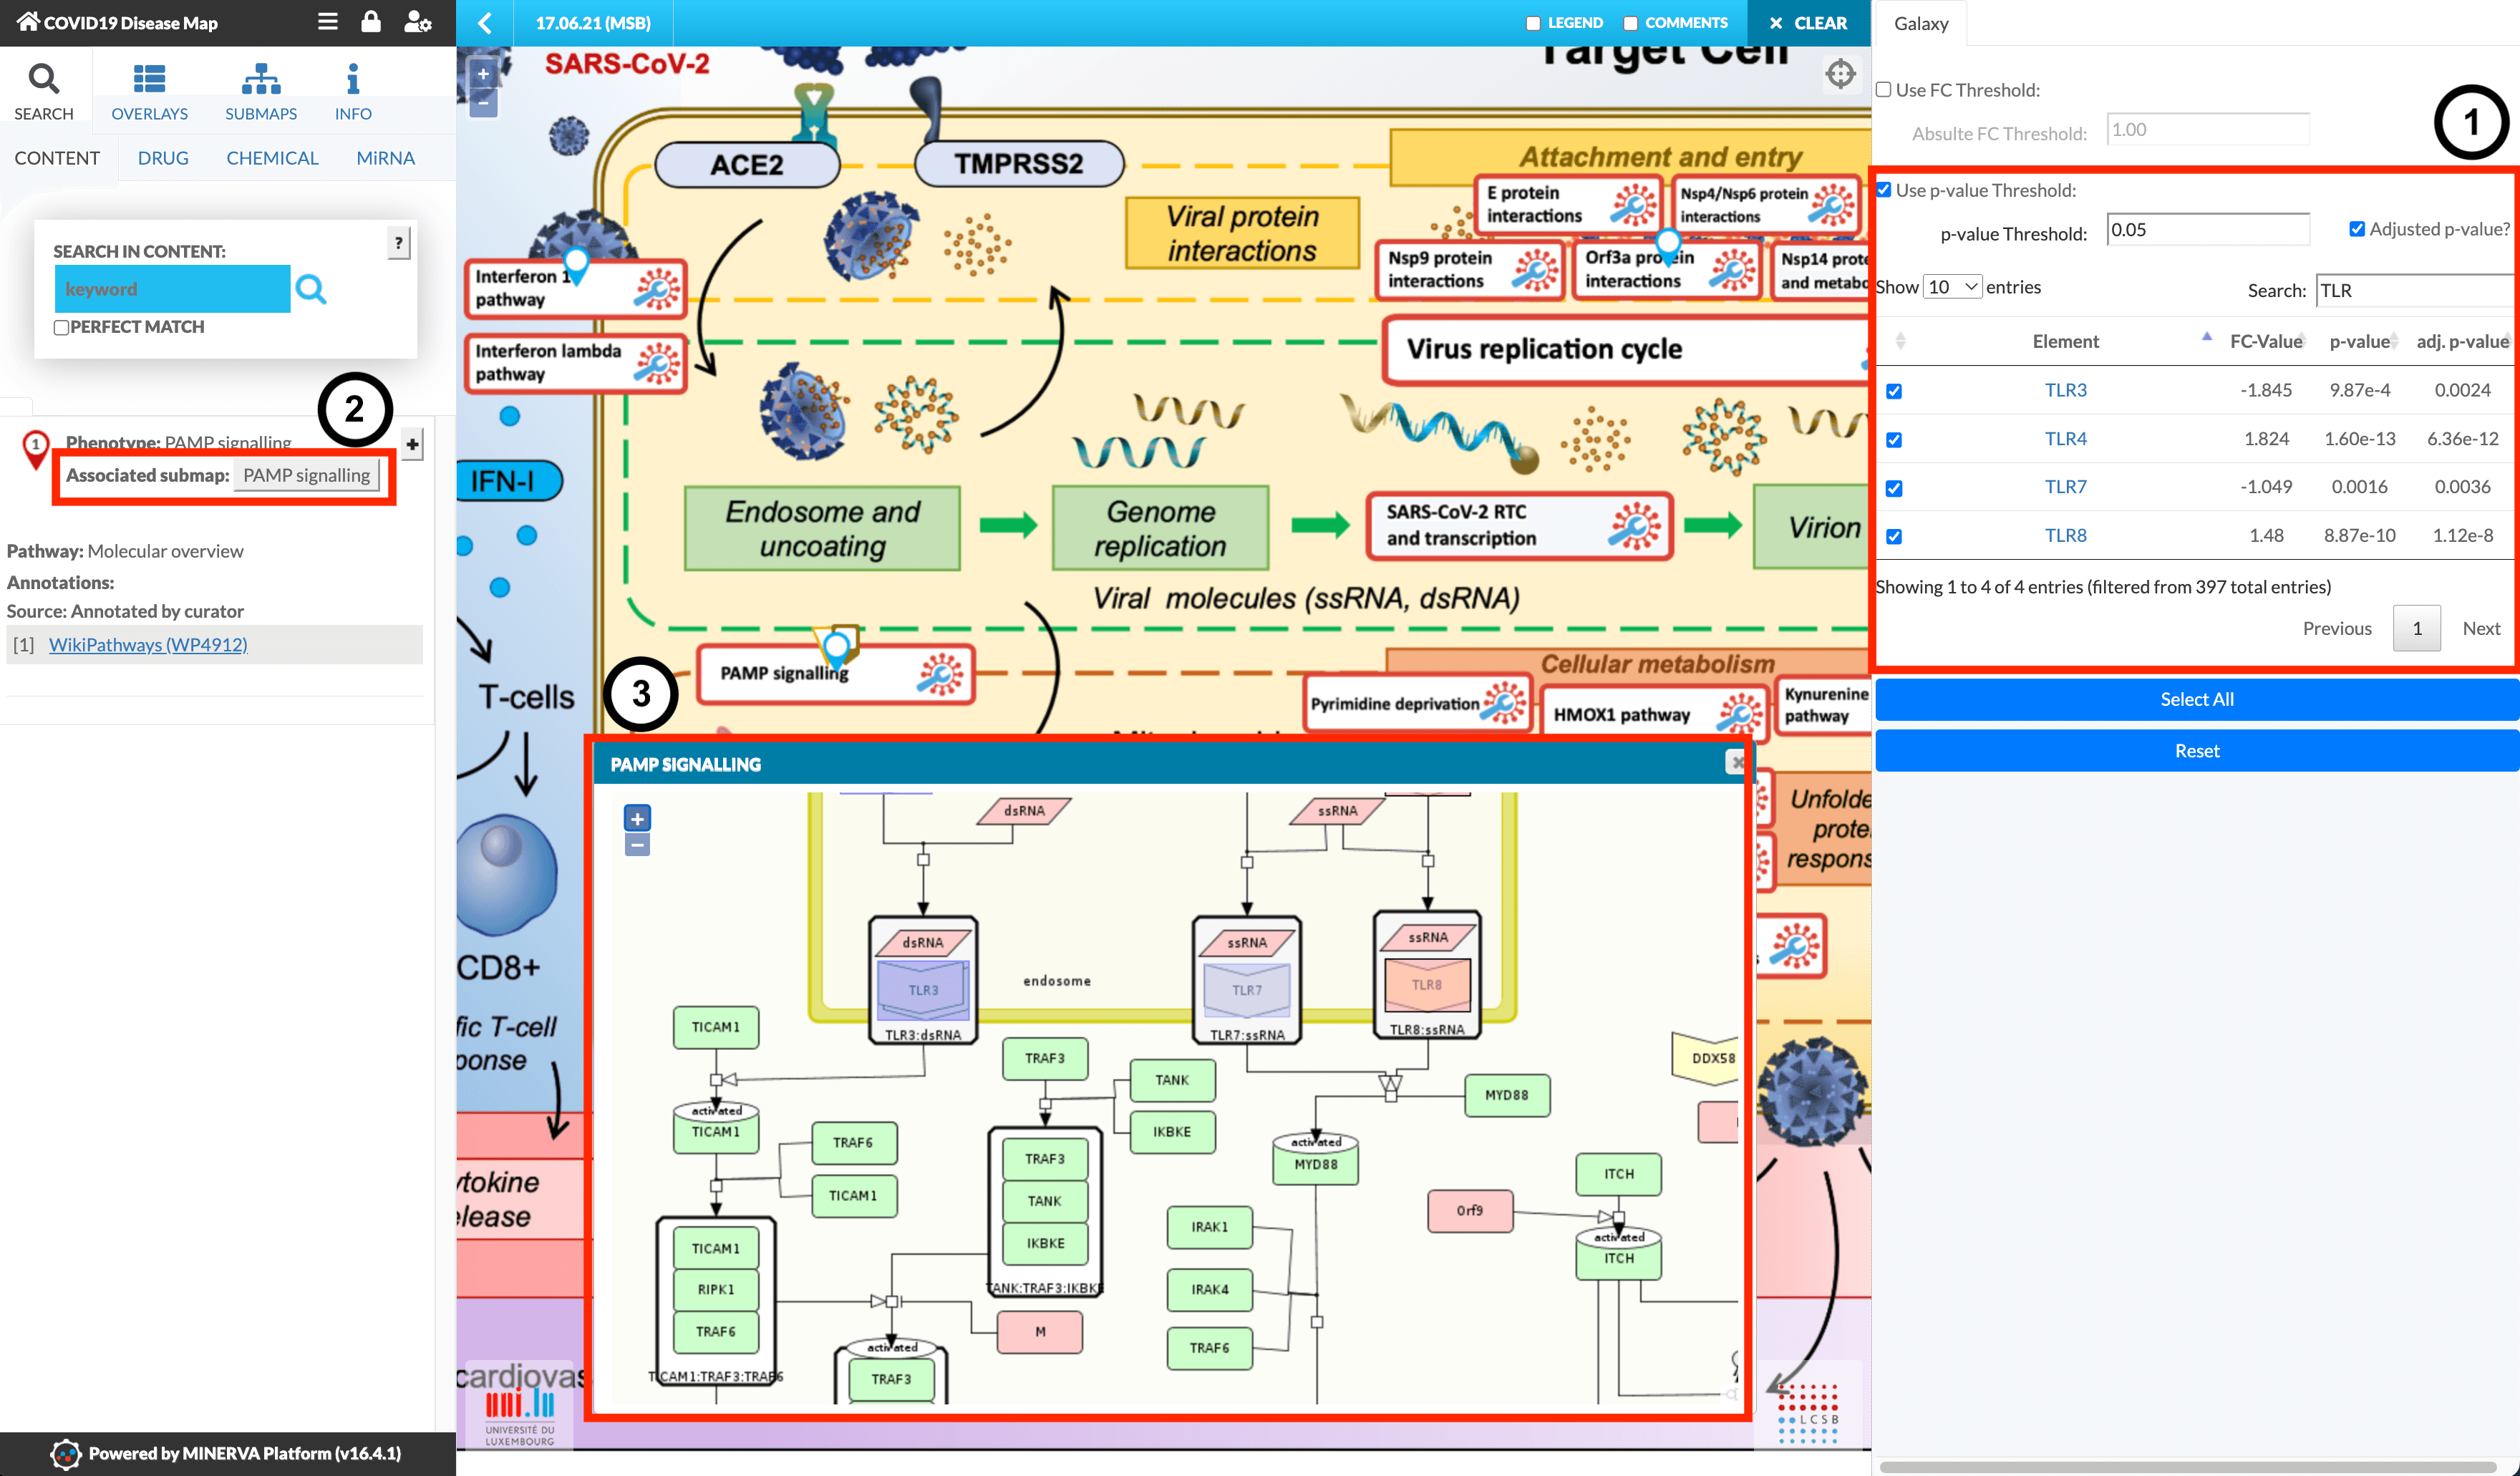 COVID19 Disease Map
SEARCH
OVERLAYS
SUBMAPS
INFO
CONTENT
DRUG
CHEMICAL
MiRNA
SEARCH IN CONTENT:
?
keyword
PERFECT MATCH
2
1
Phenotype: PAMP signalling
+
Associated submap: PAMP signalling
Pathway: Molecular overview
Annotations:
Source: Annotated by curator
[1] WikiPathways (WP4912)
Powered by MINERVA Platform (v16.4.1)
17.06.21 (MSB)
LEGEND
COMMENTS
× CLEAR
SARS-CoV-2
Target Cell
+
−
ACE2
TMPRSS2
Attachment and entry
Viral protein
interactions
E protein
interactions
Nsp4/Nsp6 protein
interactions
Nsp9 protein
interactions
Orf3a protein
interactions
Nsp14 prote
and metabo
Interferon 1
pathway
Interferon lambda
pathway
Virus replication cycle
IFN-I
Endosome and
uncoating
Genome
replication
SARS-CoV-2 RTC
and transcription
Virion
Viral molecules (ssRNA, dsRNA)
PAMP signalling
Cellular metabolism
Pyrimidine deprivation
HMOX1 pathway
Kynurenine
pathway
T-cells
3
CD8+
fic T-cell
ponse
ytokine
elease
cardiovas
uni.lu
UNIVERSITÉ DU
LUXEMBOURG
Unfolde
prote
respons
LCSB
PAMP SIGNALLING
×
+
−
dsRNA
ssRNA
dsRNA
TLR3
TLR3:dsRNA
endosome
ssRNA
TLR7
TLR7:ssRNA
ssRNA
TLR8
TLR8:ssRNA
TICAM1
TRAF3
TANK
IKBKE
MYD88
DDX58
activated
TICAM1
TRAF6
TICAM1
TRAF3
TANK
IKBKE
TANK:TRAF3:IKBKE
activated
MYD88
ITCH
Orf9
activated
ITCH
IRAK1
IRAK4
TRAF6
TICAM1
RIPK1
TRAF6
TICAM1:TRAF3:TRAF6
M
activated
TRAF3
Galaxy
1
Use FC Threshold:
Absulte FC Threshold: 1.00
Use p-value Threshold:
p-value Threshold: 0.05
Adjusted p-value?
Show 10 entries
Search: TLR
Element FC-Value p-value adj. p-value
TLR3 -1.845 9.87e-4 0.0024
TLR4 1.824 1.60e-13 6.36e-12
TLR7 -1.049 0.0016 0.0036
TLR8 1.48 8.87e-10 1.12e-8
Showing 1 to 4 of 4 entries (filtered from 397 total entries)
Previous 1 Next
Select All
Reset